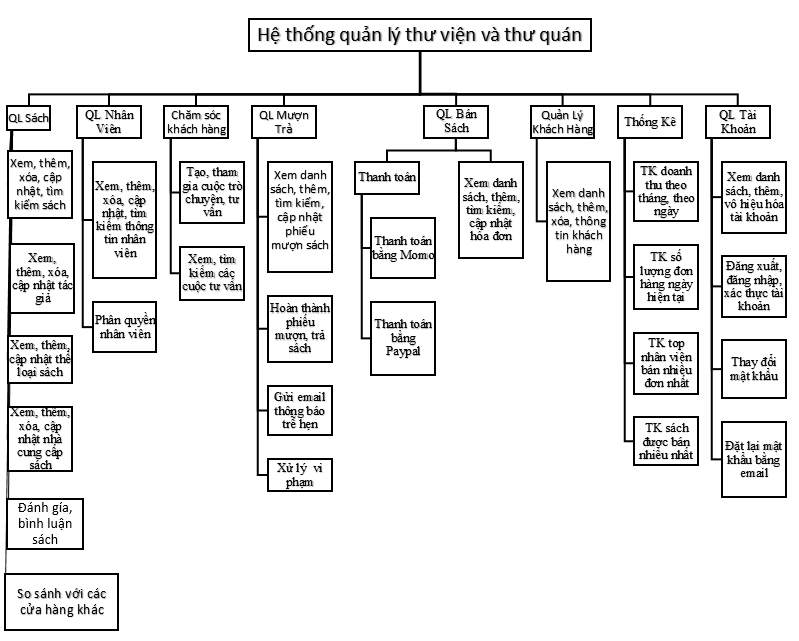 Hệ thống quản lý thư viện và thư quán
QL Sách
Xem, thêm,
xóa, cập
nhật, tìm
kiếm sách
Xem,
thêm, xóa,
cập nhật tác
giả
Xem, thêm,
cập nhật thể
loại sách
Xem, thêm,
xóa, cập
nhật nhà
cung cấp
sách
Đánh gía,
bình luận
sách
So sánh với các
cửa hàng khác
QL Nhân
Viên
Xem, thêm,
xóa, cập
nhật, tìm
kiếm thông
tin nhân
viên
Phân quyền
nhân viên
Chăm sóc
khách hàng
Tạo, tham
gia cuộc trò
chuyện, tư
vấn
Xem, tìm
kiếm các
cuộc tư vấn
QL Mượn
Trả
Xem danh
sách, thêm,
tìm kiếm,
cập nhật
phiếu
mượn sách
Hoàn thành
phiếu
mượn, trả
sách
Gửi email
thông báo
trễ hẹn
Xử lý vi
phạm
QL Bán
Sách
Thanh toán
Thanh toán
bằng Momo
Thanh toán
bằng
Paypal
Xem danh
sách, thêm,
tìm kiếm,
cập nhật
hóa đơn
Quản Lý
Khách Hàng
Xem danh
sách, thêm,
xóa, thông
tin khách
hàng
Thống Kê
TK doanh
thu theo
tháng, theo
ngày
TK số
lượng đơn
hàng ngày
hiện tại
TK top
nhân viên
bán nhiều
đơn nhất
TK sách
được bán
nhiều nhất
QL Tài
Khoản
Xem danh
sách, thêm,
vô hiệu hóa
tài khoản
Đăng xuất,
đăng nhập,
xác thực tài
khoản
Thay đổi
mật khẩu
Đặt lại mật
khẩu bằng
email